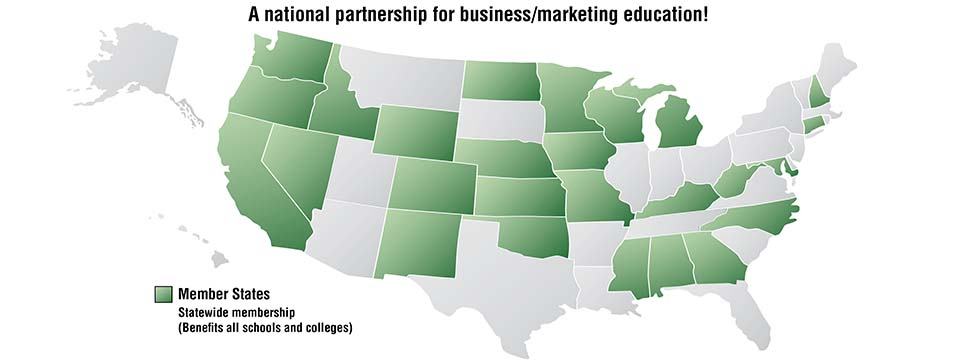 A national partnership for business/marketing education!
Member States
Statewide membership
(Benefits all schools and colleges)